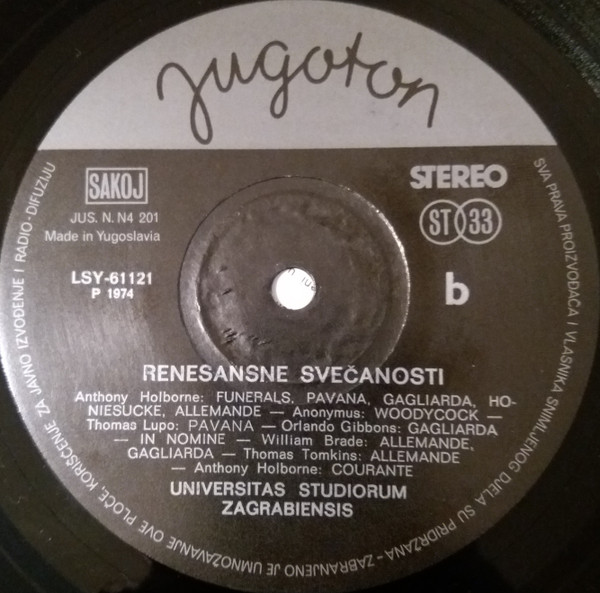 jugoton
SAKOJ
JUS. N. N4 201
Made in Yugoslavia
LSY-61121
P 1974
STEREO
ST 33
b
RENESANSNE SVEČANOSTI
Anthony Holborne: FUNERALS, PAVANA, GAGLIARDA, HO-
NIESUCKE, ALLEMANDE — Anonymus: WOODYCOCK —
Thomas Lupo: PAVANA — Orlando Gibbons: GAGLIARDA
— IN NOMINE — William Brade: ALLEMANDE,
GAGLIARDA — Thomas Tomkins: ALLEMANDE
— Anthony Holborne: COURANTE
UNIVERSITAS STUDIORUM
ZAGRABIENSIS
SVA PRAVA PROIZVOĐAČA I VLASNIKA SNIMLJENOG DJELA SU PRIDRŽANA - ZABRANJENO JE UMNOŽAVANJE OVE PLOČE, KORIŠĆENJE ZA JAVNO IZVOĐENJE I RADIO-DIFUZIJU